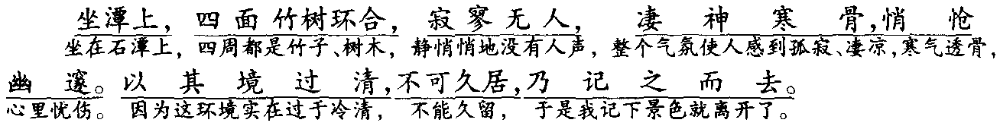 坐潭上，四面竹树环合，寂寥无人，凄神寒骨，悄怆
坐在石潭上，四周都是竹子、树木，静悄悄地没有人声，整个气氛使人感到孤寂、凄凉，寒气透骨，
幽邃。以其境过清，不可久居，乃记之而去。
心里忧伤。因为这环境实在过于冷清，不能久留，于是我记下景色就离开了。